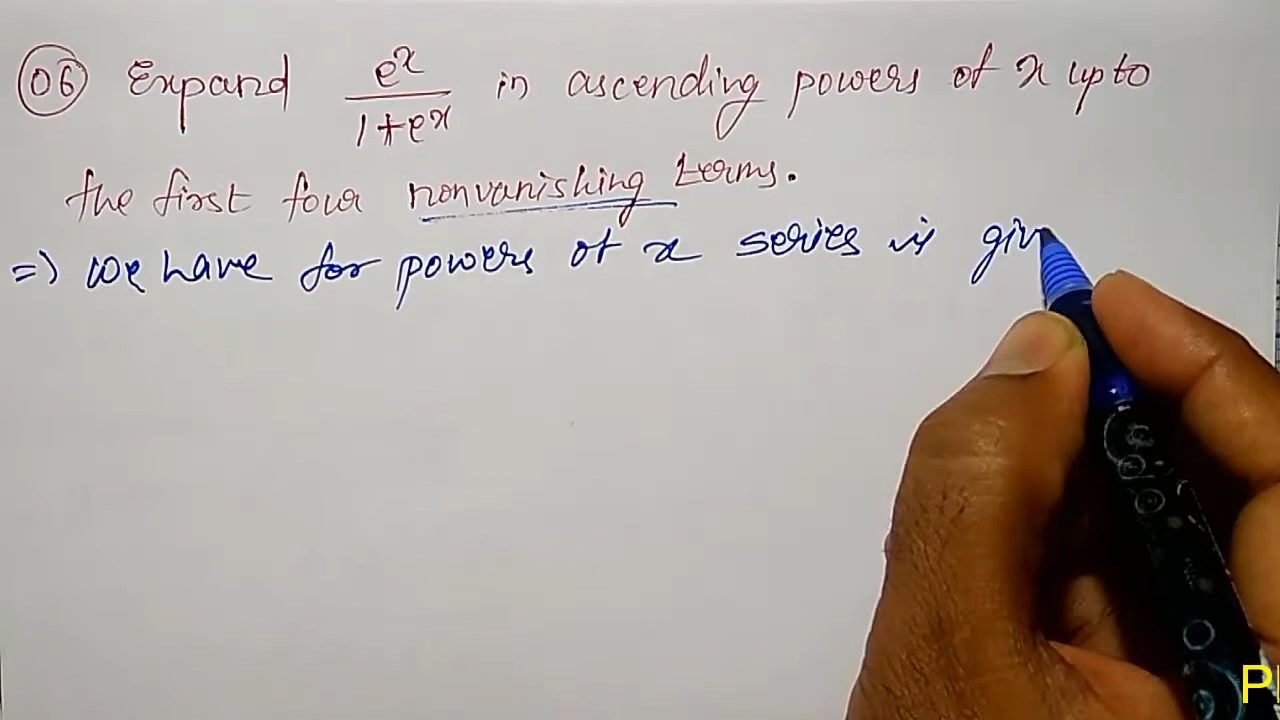 06 Expand e^x / 1+e^x in ascending powers of x upto
the first four nonvanishing terms.
=> we have for powers of x series is giv
P